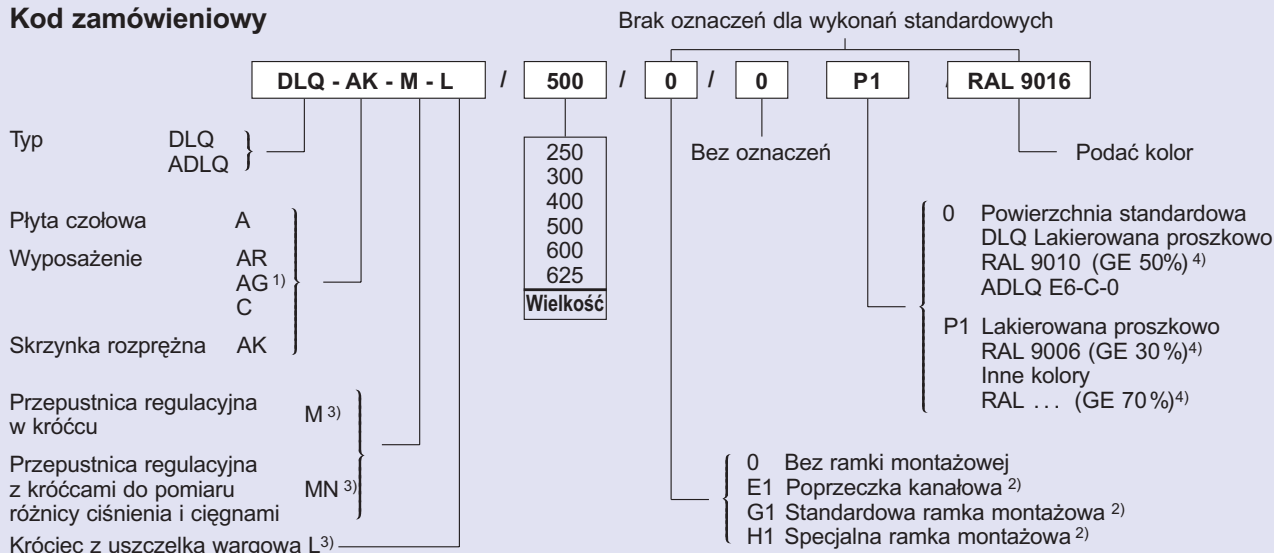 Kod zamówieniowy
Brak oznaczeń dla wykonań standardowych
DLQ - AK - M - L / 500 / 0 / 0 P1 / RAL 9016
Typ DLQ
ADLQ
250
300
400
500
600
625
Wielkość
Bez oznaczeń
Podać kolor
Płyta czołowa A
Wyposażenie AR
AG 1)
C
Skrzynka rozprężna AK
0 Powierzchnia standardowa
DLQ Lakierowana proszkowo
RAL 9010 (GE 50%) 4)
ADLQ E6-C-0
P1 Lakierowana proszkowo
RAL 9006 (GE 30%) 4)
Inne kolory
RAL ... (GE 70%) 4)
Przepustnica regulacyjna
w króćcu M 3)
Przepustnica regulacyjna
z króćcami do pomiaru MN 3)
różnicy ciśnienia i cięgnami
Króciec z uszczelka wargowa L3)
0 Bez ramki montażowej
E1 Poprzeczka kanałowa 2)
G1 Standardowa ramka montażowa 2)
H1 Specjalna ramka montażowa 2)